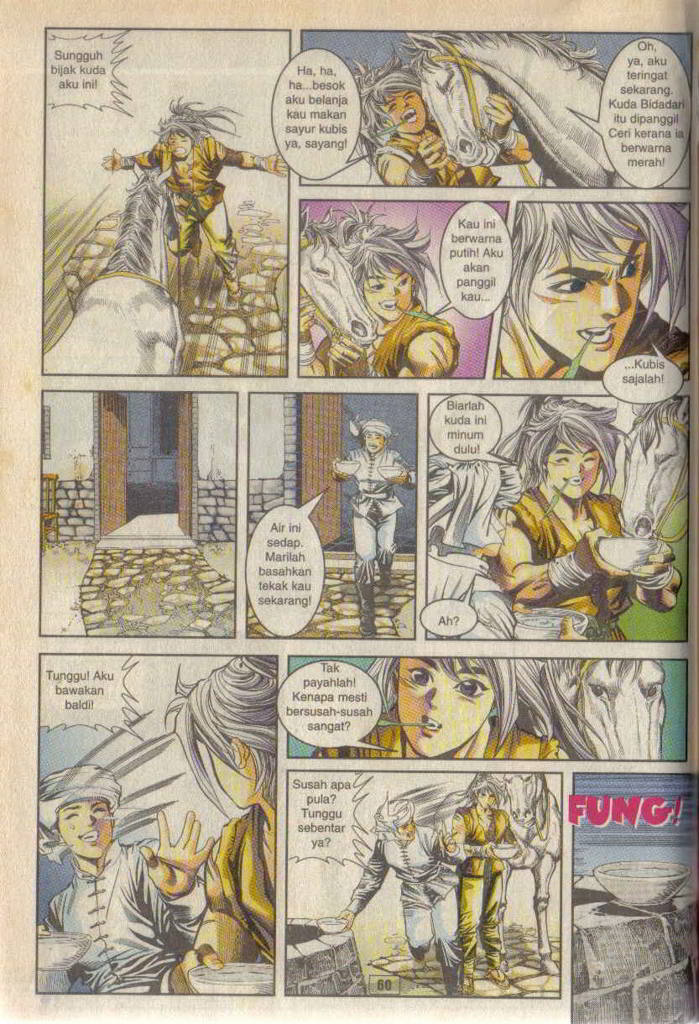 Sungguh
bijak kuda
aku ini!
Ha, ha,
ha...besok
aku belanja
kau makan
sayur kubis
ya, sayang!
Oh,
ya, aku
teringat
sekarang.
Kuda Bidadari
itu dipanggil
Ceri kerana ia
berwarna
merah!
Kau ini
berwarna
putih! Aku
akan
panggil
kau...
...Kubis
sajalah!
Air ini
sedap.
Marilah
basahkan
tekak kau
sekarang!
Biarlah
kuda ini
minum
dulu!
Ah?
Tunggu! Aku
bawakan
baldi!
Tak
payahlah!
Kenapa mesti
bersusah-susah
sangat?
Susah apa
pula?
Tunggu
sebentar
ya?
FUNG!
60